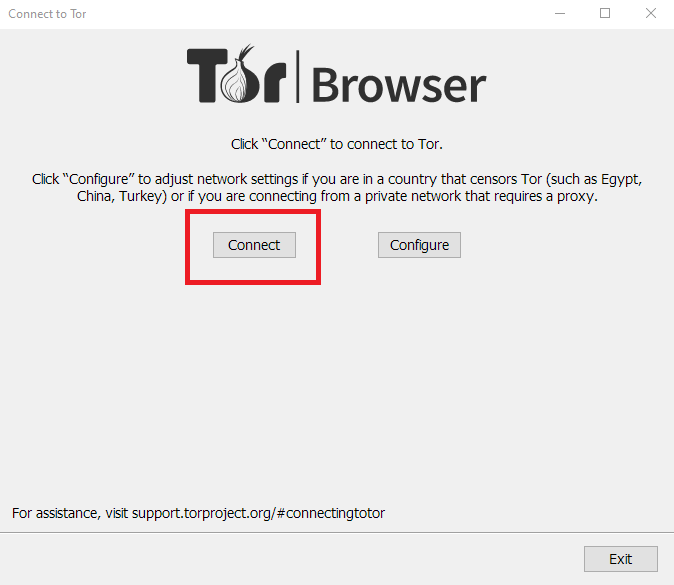 Connect to Tor
Tor Browser
Click “Connect” to connect to Tor.
Click “Configure” to adjust network settings if you are in a country that censors Tor (such as Egypt,
China, Turkey) or if you are connecting from a private network that requires a proxy.
Connect Configure
For assistance, visit support.torproject.org/#connectingtotor
Exit